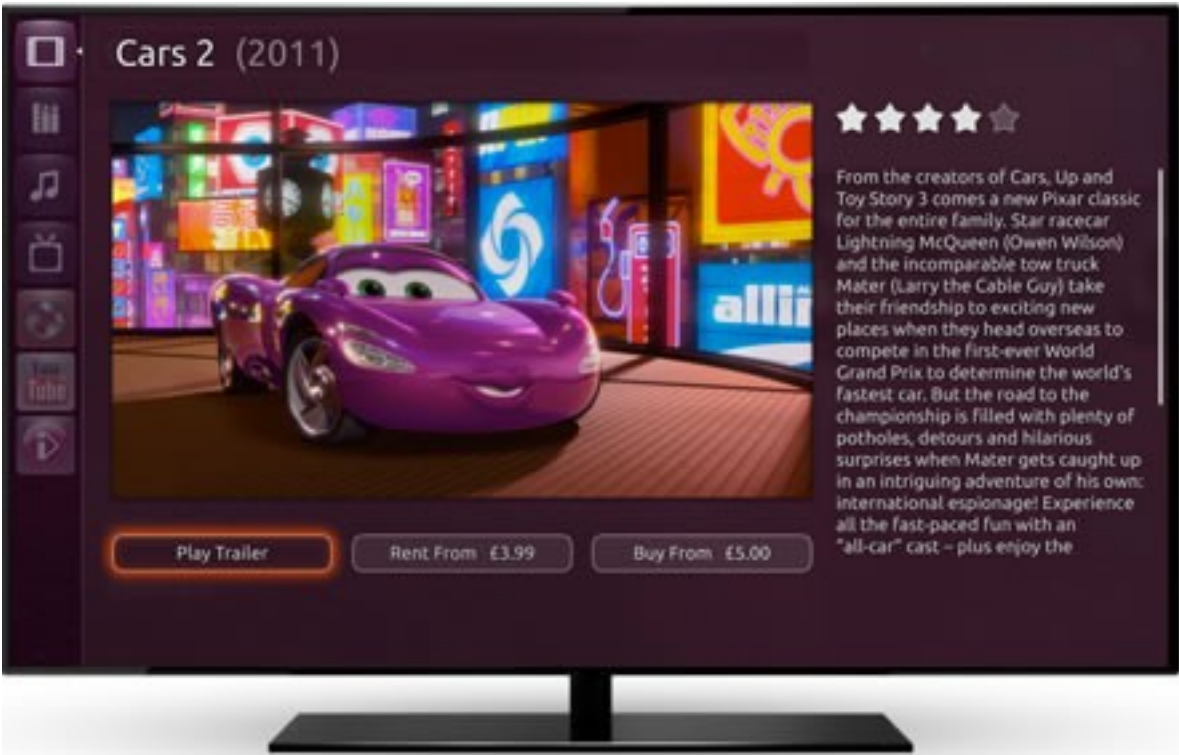 Cars 2 (2011)
From the creators of Cars, Up and
Toy Story 3 comes a new Pixar classic
for the entire family. Star racecar
Lightning McQueen (Owen Wilson)
and the incomparable tow truck
Mater (Larry the Cable Guy) take
their friendship to exciting new
places when they head overseas to
compete in the first-ever World
Grand Prix to determine the world's
fastest car. But the road to the
championship is filled with plenty of
potholes, detours and hilarious
surprises when Mater gets caught up
in an intriguing adventure of his own:
international espionage! Experience
all the fast-paced fun with an
"all-car" cast – plus enjoy the
You
Tube
allii
Play Trailer
Rent From £3.99
Buy From £5.00